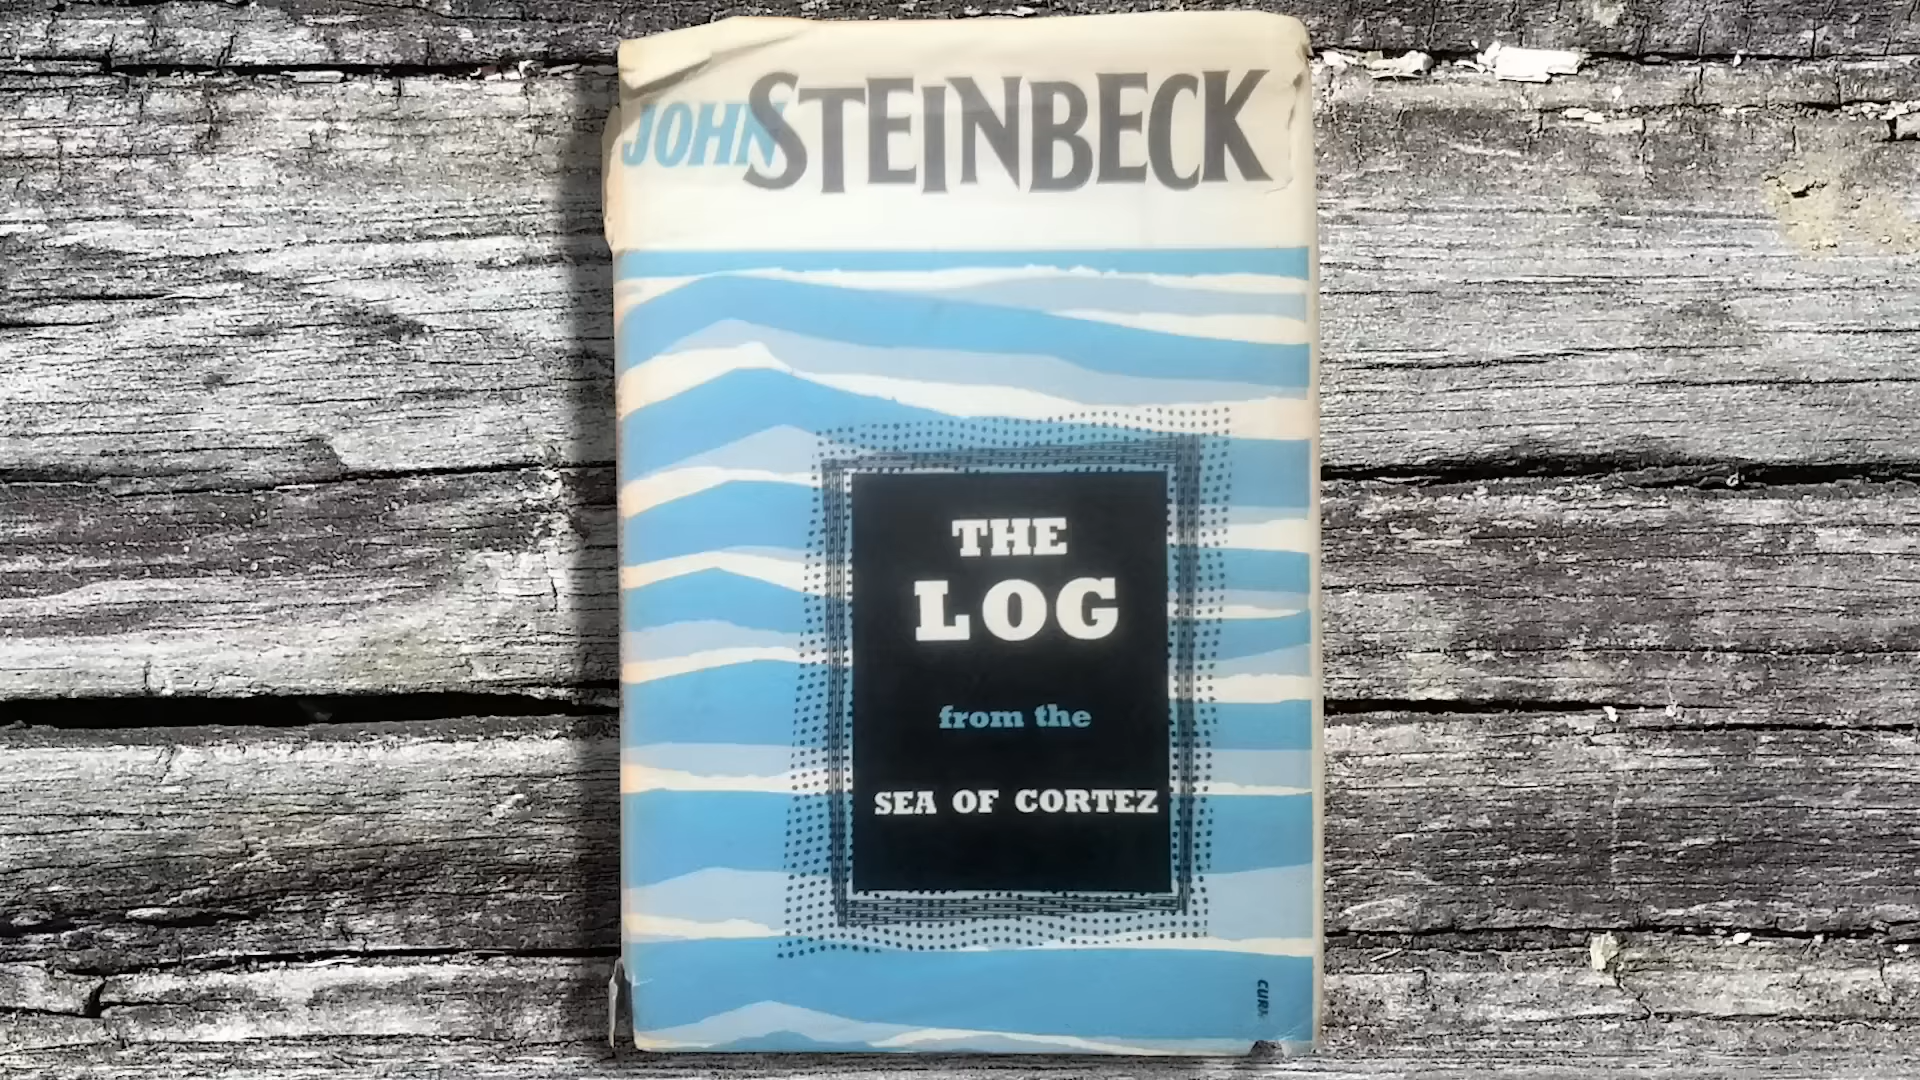 JOHN STEINBECK
THE
LOG
from the
SEA OF CORTEZ